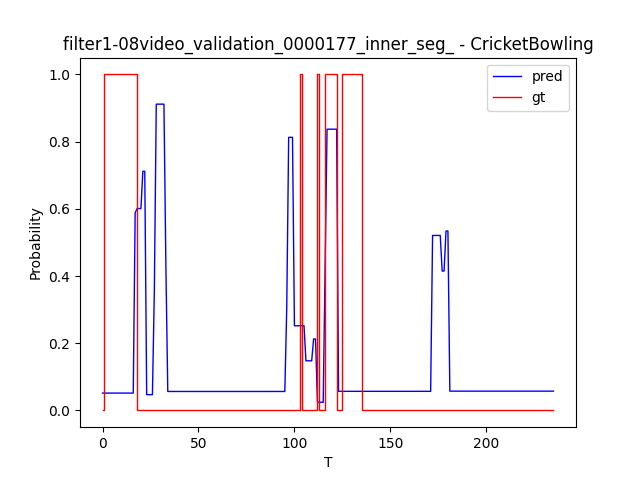 filter1-08video_validation_0000177_inner_seg_ - CricketBowling
pred
gt
1.0
0.8
0.6
0.4
0.2
0.0
Probability
0
50
100
150
200
T